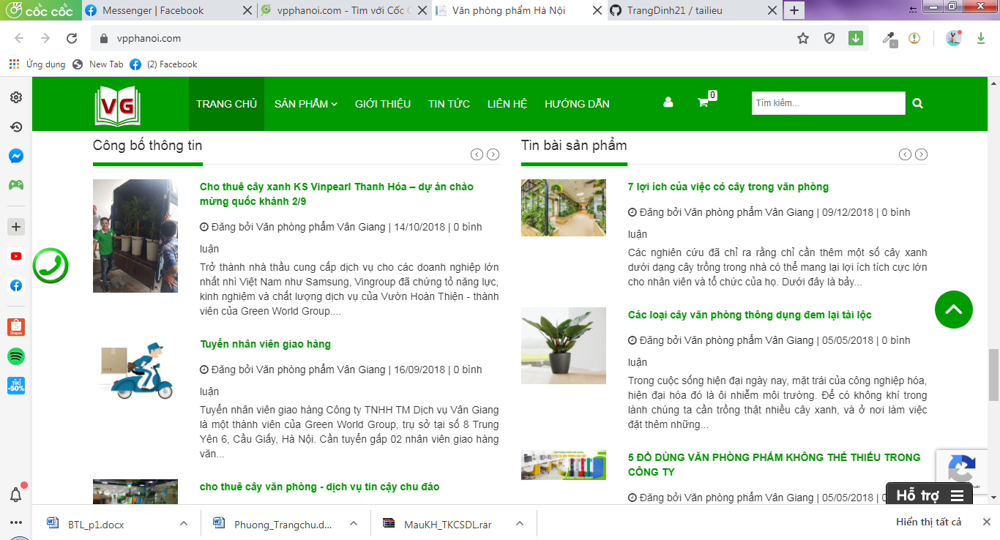 cốc cốc
Messenger | Facebook
vpphanoi.com - Tìm với Cốc C
Văn phòng phẩm Hà Nội
TrangDinh21 / tailieu
vpphanoi.com
Ứng dụng
New Tab
(2) Facebook
VG
TRANG CHỦ
SẢN PHẨM
GIỚI THIỆU
TIN TỨC
LIÊN HỆ
HƯỚNG DẪN
0
Tìm kiếm...
Công bố thông tin
Cho thuê cây xanh KS Vinpearl Thanh Hóa – dự án chào
mừng quốc khánh 2/9
Đăng bởi Văn phòng phẩm Vân Giang | 14/10/2018 | 0 bình
luận
Trở thành nhà thầu cung cấp dịch vụ cho các doanh nghiệp lớn
nhất nhì Việt Nam như Samsung, Vingroup đã chứng tỏ năng lực,
kinh nghiệm và chất lượng dịch vụ của Vườn Hoàn Thiện - thành
viên của Green World Group....
Tuyển nhân viên giao hàng
Đăng bởi Văn phòng phẩm Vân Giang | 16/09/2018 | 0 bình
luận
Tuyển nhân viên giao hàng Công ty TNHH TM Dịch vụ Vân Giang
là một thành viên của Green World Group, trụ sở tại số 8 Trung
Yên 6, Cầu Giấy, Hà Nội. Cần tuyển gấp 02 nhân viên giao hàng
văn...
cho thuê cây văn phòng - dịch vụ tin cậy chu đáo
Tin bài sản phẩm
7 lợi ích của việc có cây trong văn phòng
Đăng bởi Văn phòng phẩm Vân Giang | 09/12/2018 | 0 bình
luận
Các nghiên cứu đã chỉ ra rằng chỉ cần thêm một số cây xanh
dưới dạng cây trồng trong nhà có thể mang lại lợi ích tích cực lớn
cho nhân viên và tổ chức của họ. Dưới đây là bảy...
Các loại cây văn phòng thông dụng đem lại tài lộc
Đăng bởi Văn phòng phẩm Vân Giang | 05/05/2018 | 0 bình
luận
Trong cuộc sống hiện đại ngày nay, mặt trái của công nghiệp hóa,
hiện đại hóa đó là ôi nhiễm môi trường. Để có không khí trong
lành chúng ta cần trồng thật nhiều cây xanh, và ở nơi làm việc
đặt thêm những...
5 ĐỒ DÙNG VĂN PHÒNG PHẨM KHÔNG THỂ THIẾU TRONG
CÔNG TY
Đăng bởi Văn phòng phẩm Vân Giang | 05/05/2018 |
Shopee
TIKI
-50%
Hỗ trợ
BTL_p1.docx
Phuong_Trangchu.d...
MauKH_TKCSDL.rar
Hiển thị tất cả